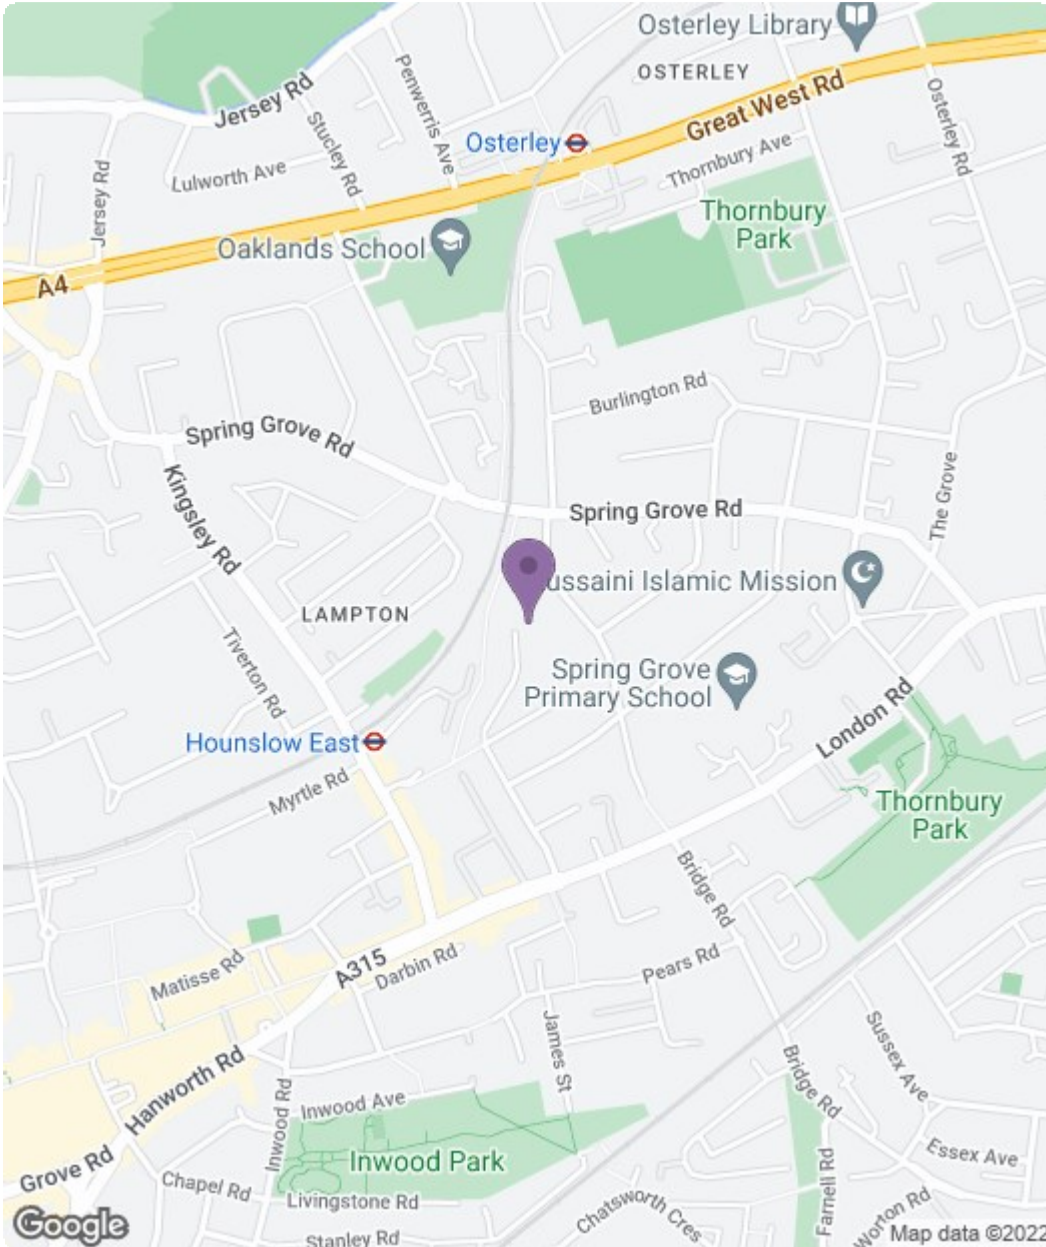 Osterley Library
OSTERLEY
Jersey Rd
Penwerris Ave
Great West Rd
Osterley Rd
Stucley Rd
Osterley
Thornbury Ave
Lulworth Ave
Jersey Rd
Thornbury
Park
Oaklands School
A4
Burlington Rd
Spring Grove Rd
The Grove
Kingsley Rd
Spring Grove Rd
ussaini Islamic Mission
LAMPTON
Tiverton Rd
Spring Grove
Primary School
London Rd
Hounslow East
Myrtle Rd
Thornbury
Park
Bridge Rd
Matisse Rd
A315
Darbin Rd
Pears Rd
James St
Sussex Ave
Hanworth Rd
Bridge Rd
Inwood Rd
Inwood Ave
Essex Ave
Grove Rd
Inwood Park
Chapel Rd
Livingstone Rd
Chatsworth Cres
Farnell Rd
Worton Rd
Stanley Rd
Google
Map data ©2022